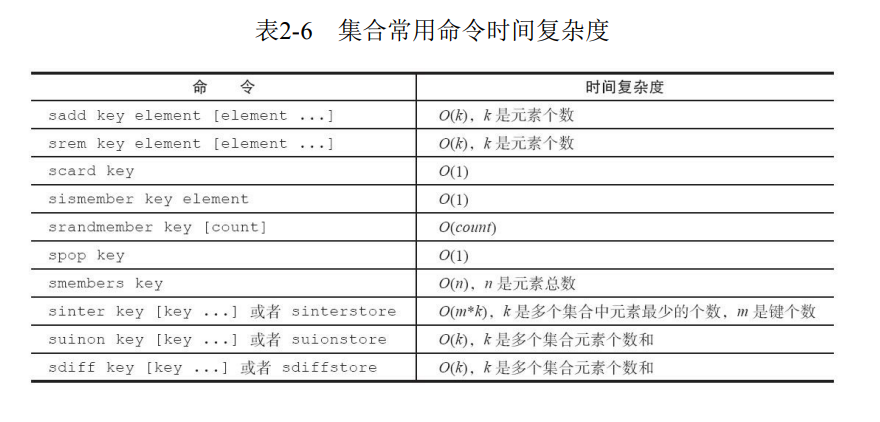 表2-6 集合常用命令时间复杂度
命 令 时间复杂度
sadd key element [element ...] O(k)，k 是元素个数
srem key element [element ...] O(k)，k 是元素个数
scard key O(1)
sismember key element O(1)
srandmember key [count] O(count)
spop key O(1)
smembers key O(n)，n 是元素总数
sinter key [key ...] 或者 sinterstore O(m*k)，k 是多个集合中元素最少的个数，m 是键个数
suinon key [key ...] 或者 suionstore O(k)，k 是多个集合元素个数和
sdiff key [key ...] 或者 sdiffstore O(k)，k 是多个集合元素个数和